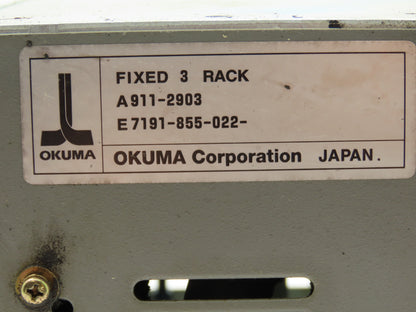 FIXED 3 RACK
A911-2903
E7191-855-022-
OKUMA
OKUMA Corporation JAPAN.